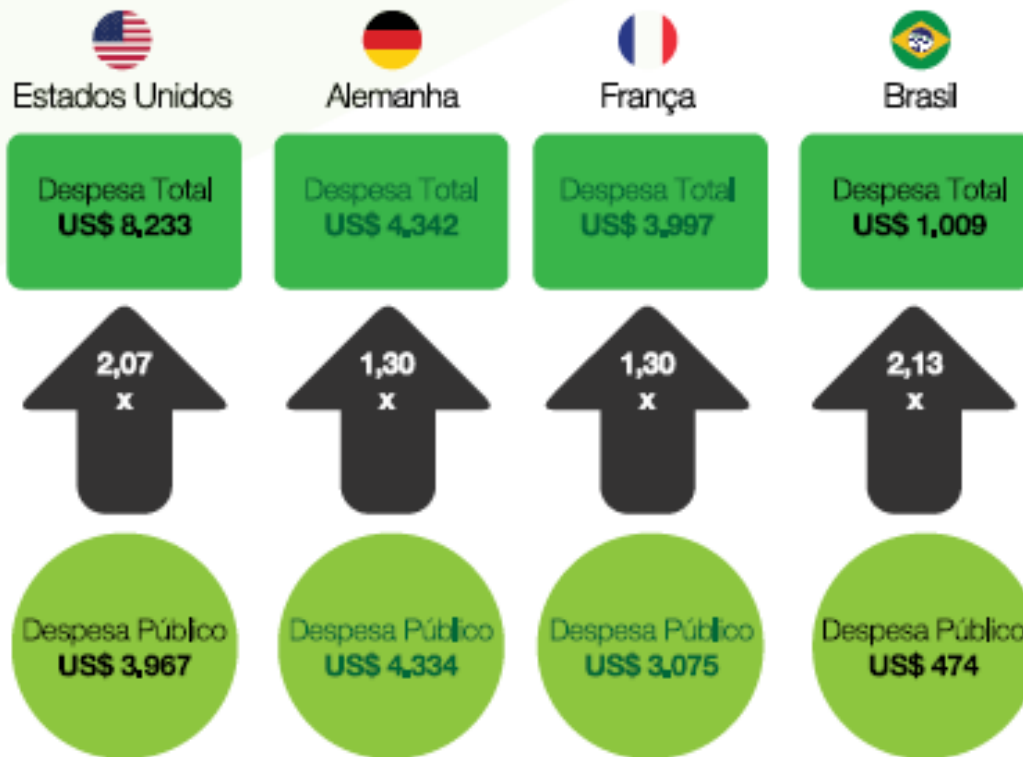 Estados Unidos
Alemanha
França
Brasil
Despesa Total
US$ 8,233
Despesa Total
US$ 4,342
Despesa Total
US$ 3,997
Despesa Total
US$ 1,009
2,07
x
1,30
x
1,30
x
2,13
x
Despesa Público
US$ 3,967
Despesa Público
US$ 4,334
Despesa Público
US$ 3,075
Despesa Público
US$ 474